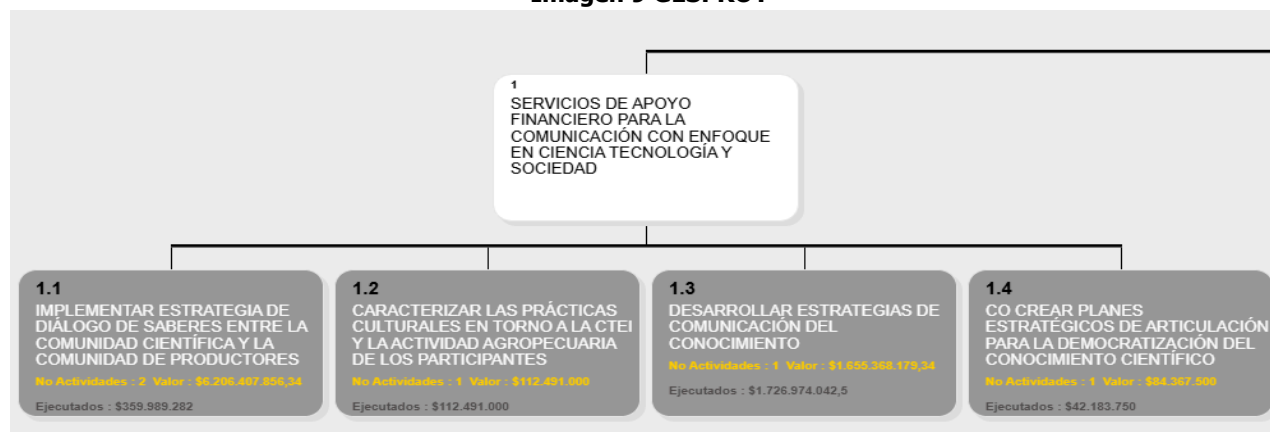 Imagen 9 GESPROY
1
SERVICIOS DE APOYO
FINANCIERO PARA LA
COMUNICACIÓN CON ENFOQUE
EN CIENCIA TECNOLOGÍA Y
SOCIEDAD
1.1
IMPLEMENTAR ESTRATEGIA DE
DIÁLOGO DE SABERES ENTRE LA
COMUNIDAD CIENTÍFICA Y LA
COMUNIDAD DE PRODUCTORES
No Actividades : 2 Valor : $6.206.407.856,34
Ejecutados : $359.989.282
1.2
CARACTERIZAR LAS PRÁCTICAS
CULTURALES EN TORNO A LA CTEI
Y LA ACTIVIDAD AGROPECUARIA
DE LOS PARTICIPANTES
No Actividades : 1 Valor : $112.491.000
Ejecutados : $112.491.000
1.3
DESARROLLAR ESTRATEGIAS DE
COMUNICACIÓN DEL
CONOCIMIENTO
No Actividades : 1 Valor : $1.655.368.179,34
Ejecutados : $1.726.974.042,5
1.4
CO CREAR PLANES
ESTRATÉGICOS DE ARTICULACIÓN
PARA LA DEMOCRATIZACIÓN DEL
CONOCIMIENTO CIENTÍFICO
No Actividades : 1 Valor : $84.367.500
Ejecutados : $42.183.750